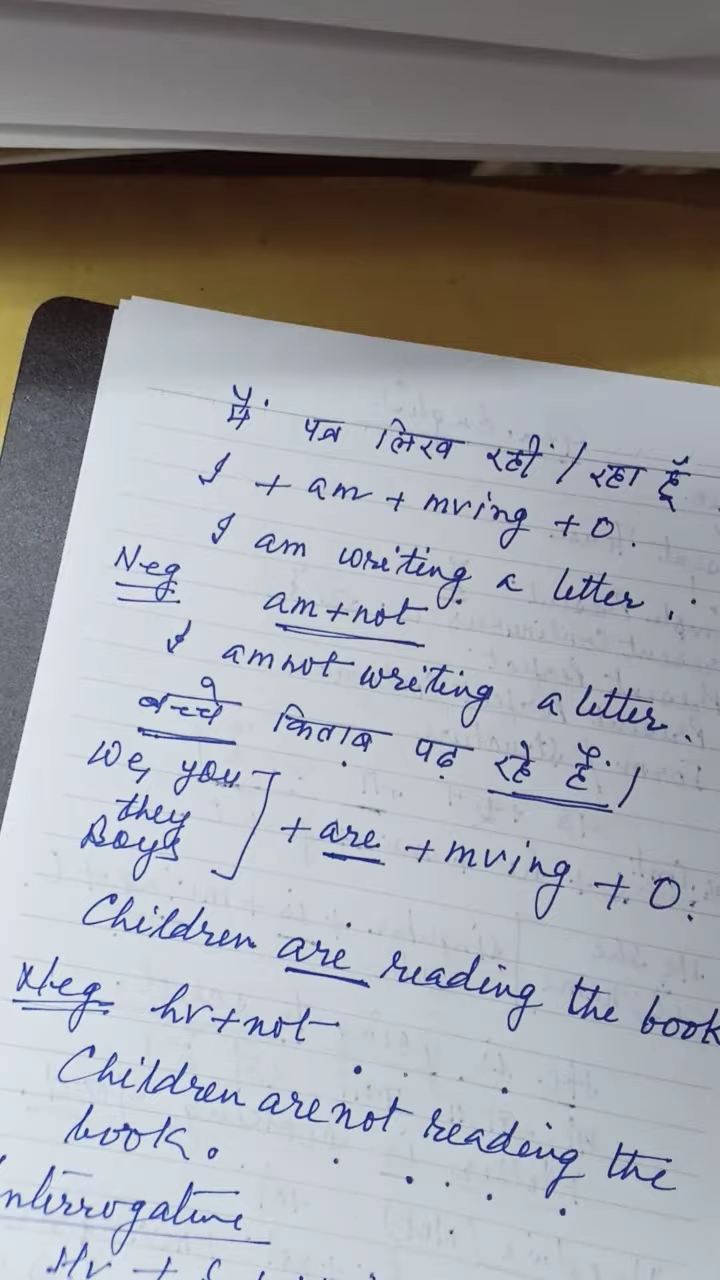 मैं पत्र लिख रही / रहा हूँ .
I + am + mving + O.
I am writing a letter.
Neg am+not
I am not writing a letter.
बच्चे किताब पढ़ रहे हैं।
We, you
they
Boys ] + are + mving + O.
Children are reading the book
Neg. hv+not
Children are not reading the
book.
Interrogative
Hv + S